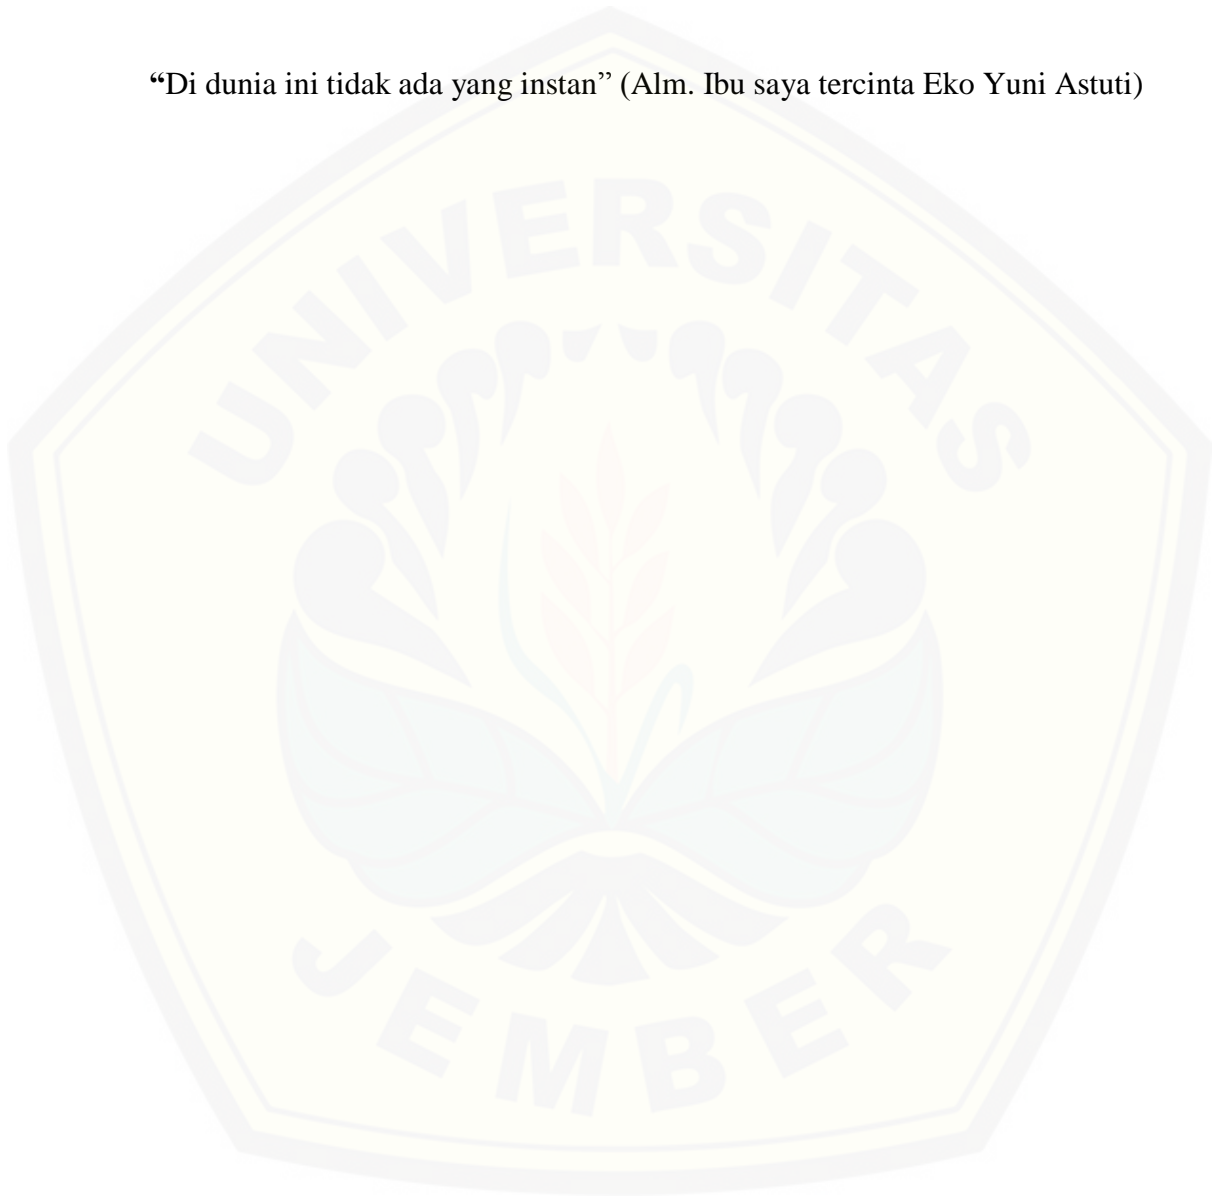 “Di dunia ini tidak ada yang instan” (Alm. Ibu saya tercinta Eko Yuni Astuti)
UNIVERSITAS
JEMBER